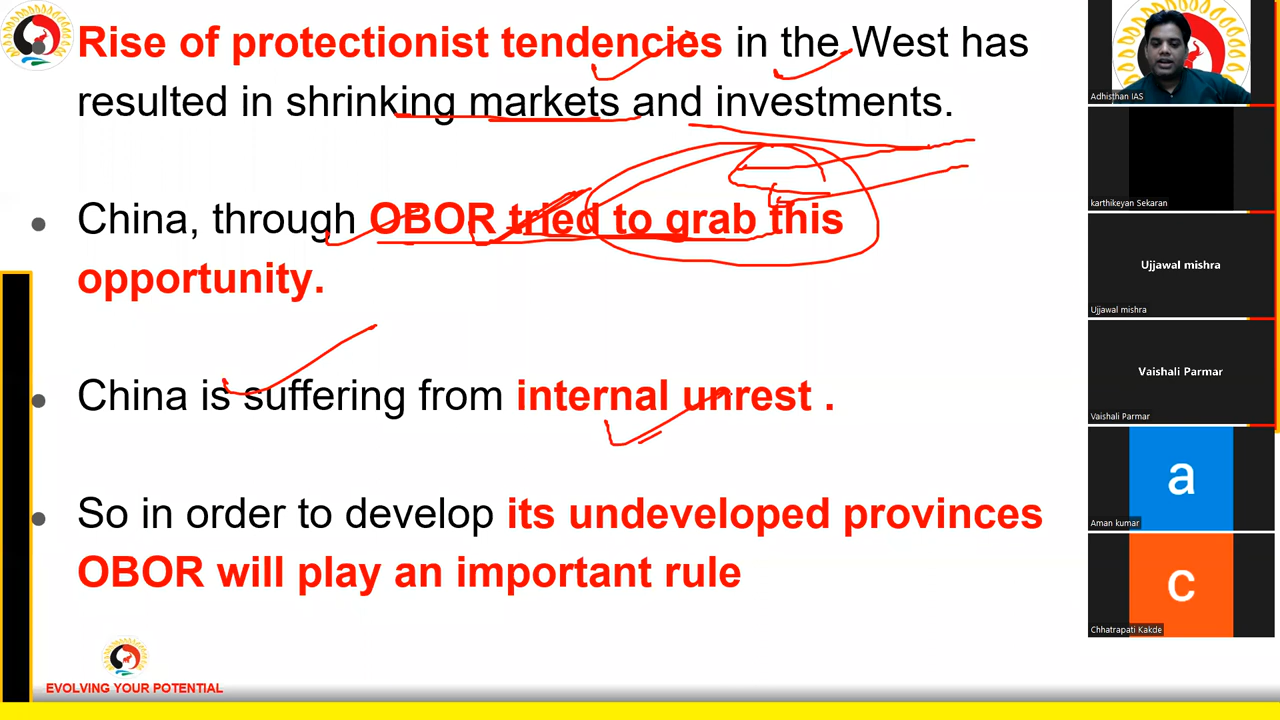 Rise of protectionist tendencies in the West has
resulted in shrinking markets and investments.
China, through OBOR tried to grab this
opportunity.
China is suffering from internal unrest .
So in order to develop its undeveloped provinces
OBOR will play an important rule
EVOLVING YOUR POTENTIAL
Adhisthan IAS
karthikeyan Sekaran
Ujjawal mishra
Ujjawal mishra
Vaishali Parmar
Vaishali Parmar
a
Aman kumar
c
Chhatrapati Kakde